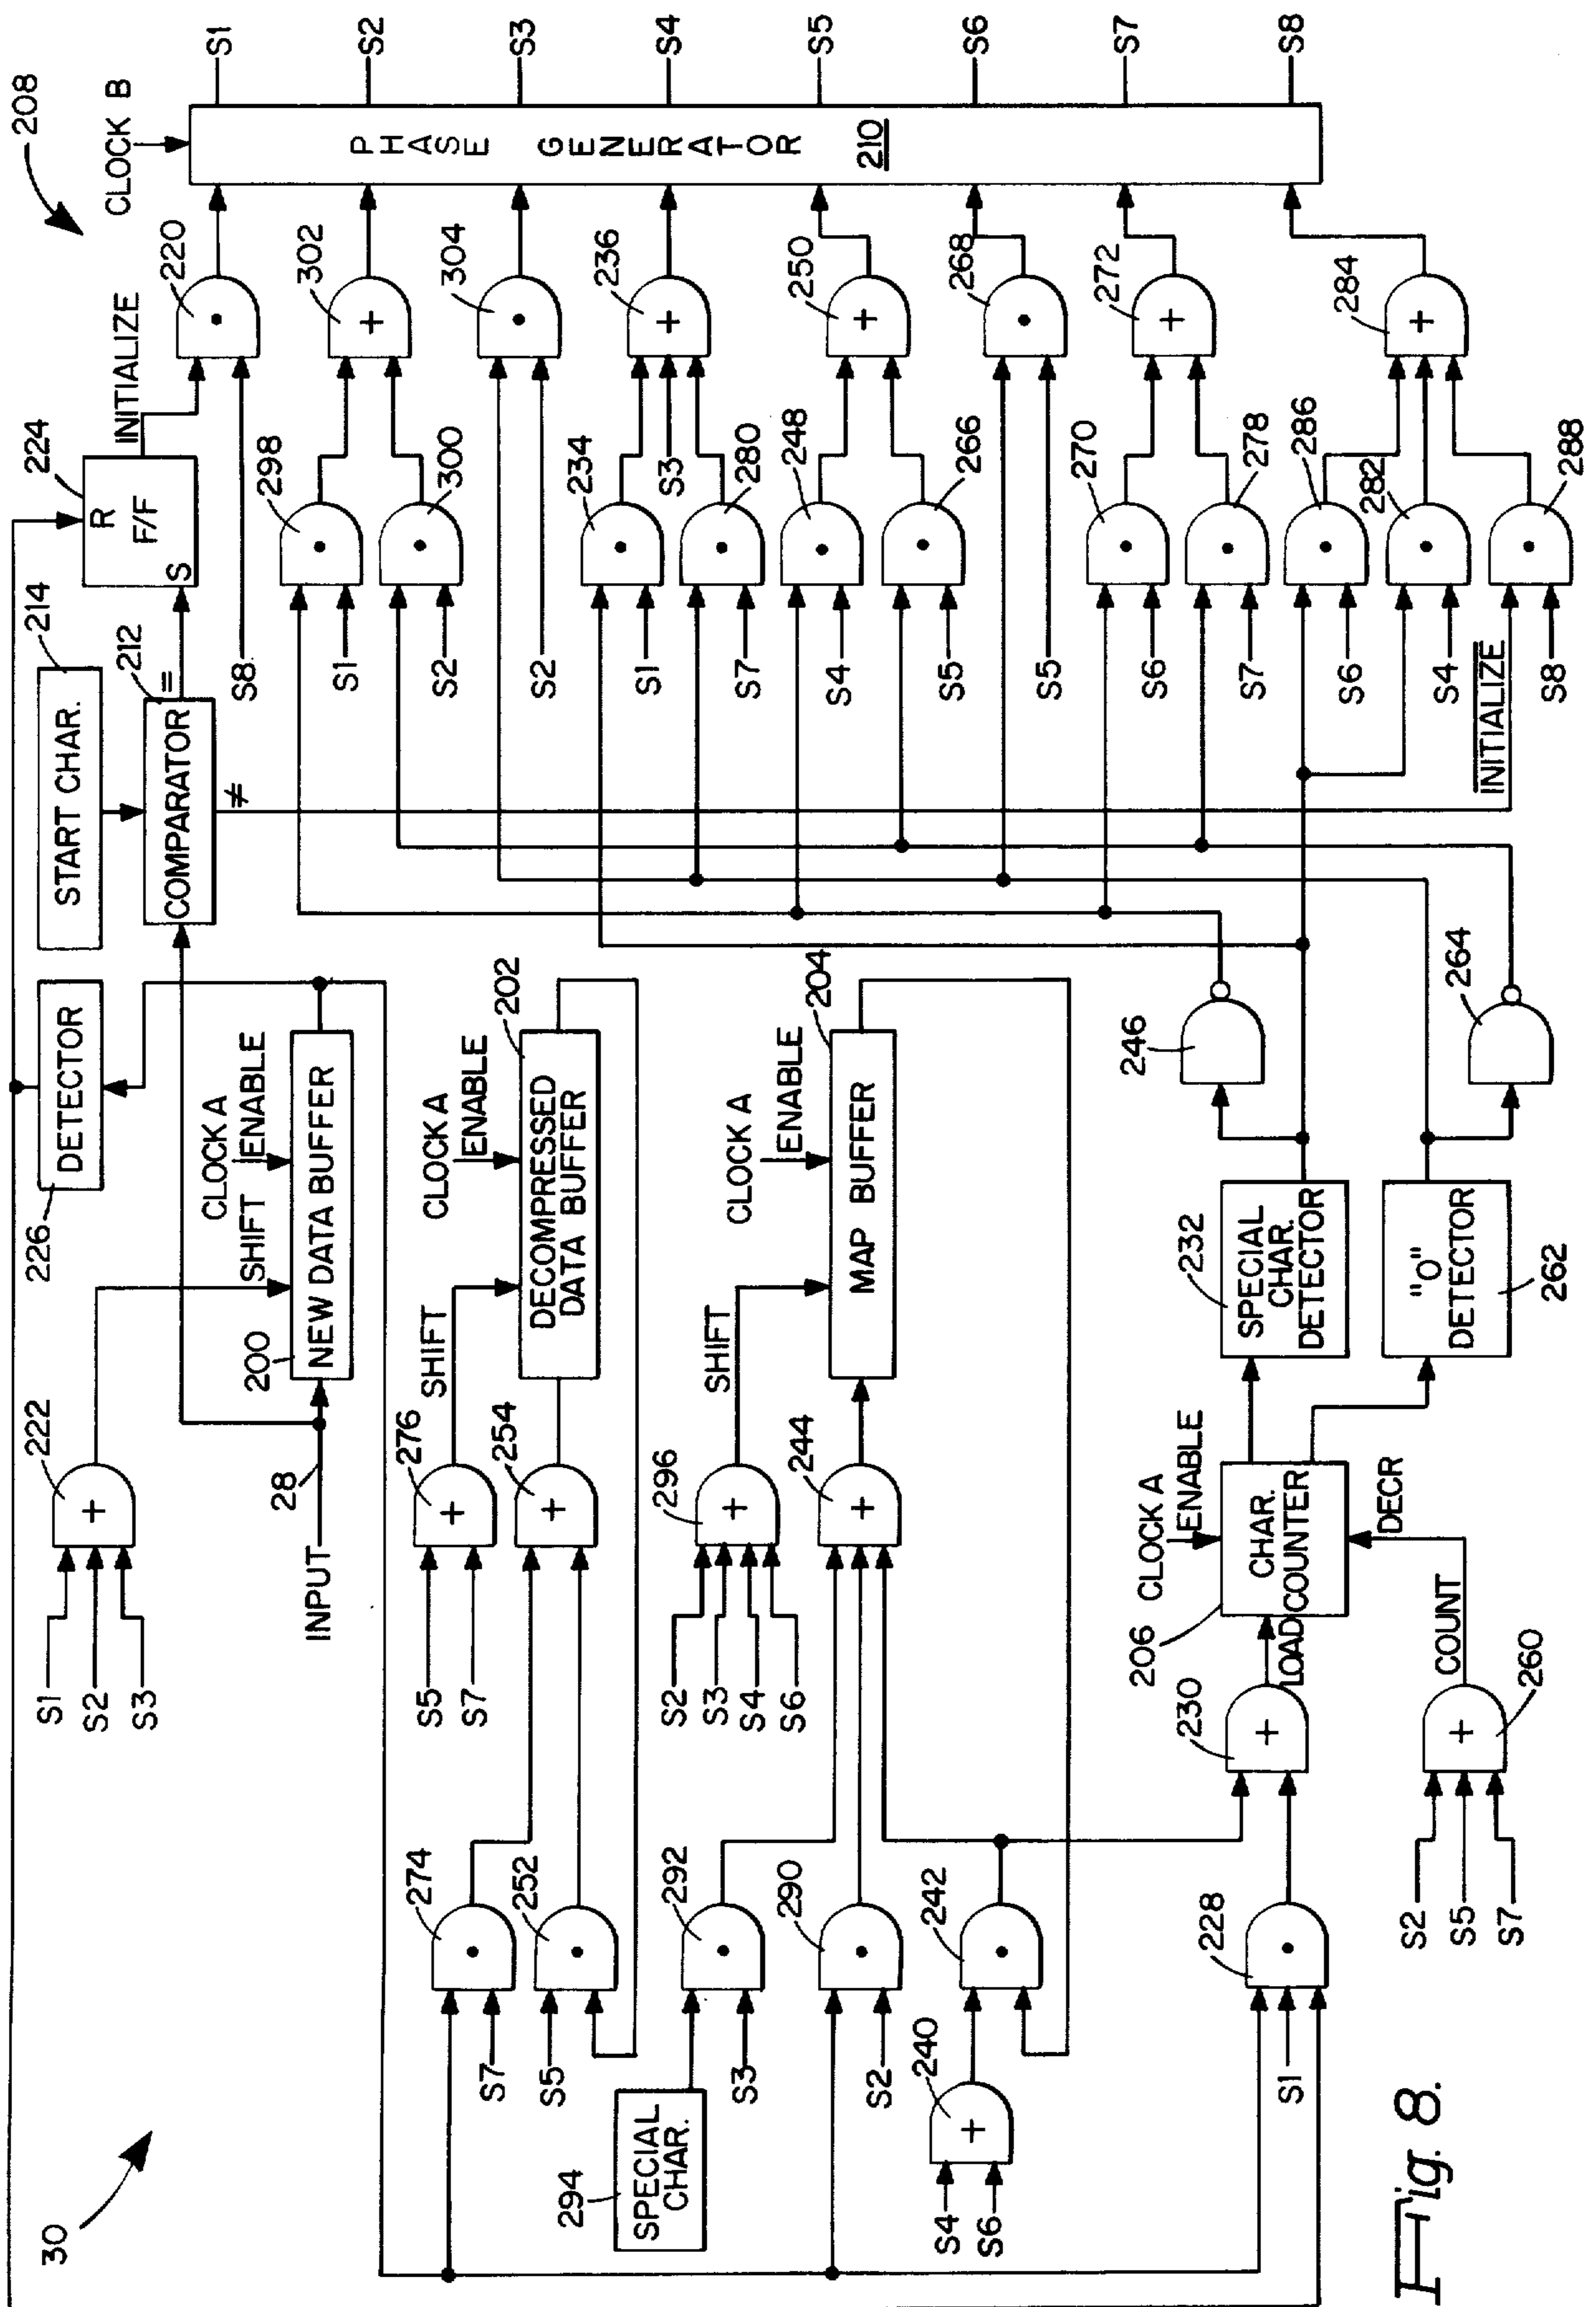 30
208
CLOCK B
PHASE GENERATOR
210
S1
S2
S3
S4
S5
S6
S7
S8
INITIALIZE
220
302
304
236
250
268
272
284
224
R
F/F
S
214
START CHAR.
212
COMPARATOR
=
≠
S8
298
S1
300
S2
S2
234
S1
S3
280
S7
248
S4
266
S5
S5
270
S6
278
S7
286
S6
282
S4
INITIALIZE
288
S8
226
DETECTOR
CLOCK A
SHIFT
ENABLE
200
NEW DATA BUFFER
222
S1
S2
S3
28
INPUT
202
CLOCK A
ENABLE
DECOMPRESSED
DATA BUFFER
SHIFT
276
254
S5
S7
204
CLOCK A
ENABLE
MAP BUFFER
SHIFT
296
244
S2
S3
S4
S6
274
S7
252
S5
292
S3
294
SPECIAL
CHAR.
290
S2
242
240
S4
S6
246
264
232
SPECIAL
CHAR.
DETECTOR
"0"
DETECTOR
262
CLOCK A
ENABLE
206
CHAR.
COUNTER
LOAD
DECR
COUNT
230
260
S2
S5
S7
228
S1
+
+
+
+
+
+
+
+
+
+
+
+
Fig. 8.